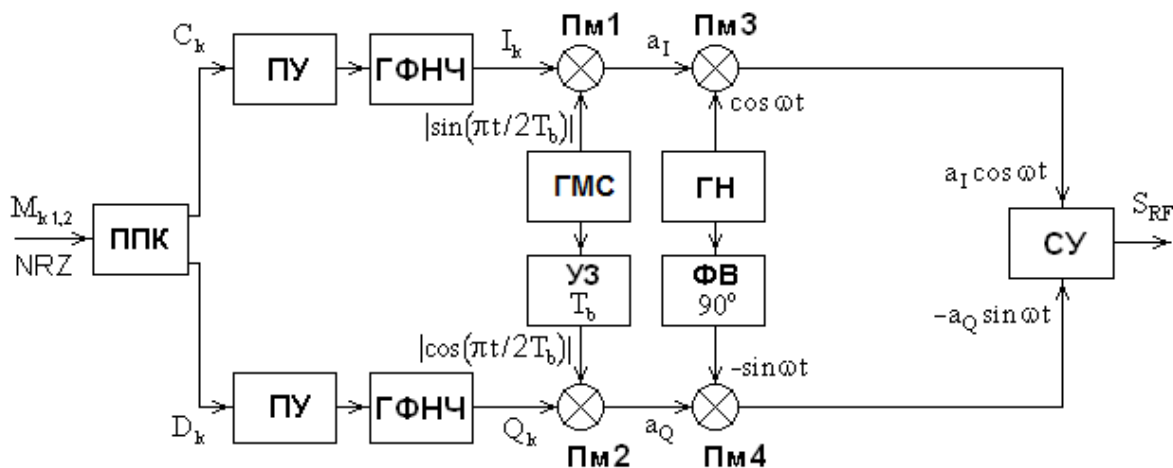 Пм1
Пм3
C_k
ПУ
ГФНЧ
I_k
a_I
|sin(πt/2T_b)|
cos ωt
M_k1,2
NRZ
ППК
ГМС
ГН
a_I cos ωt
S_RF
СУ
УЗ
T_b
ФВ
90°
-a_Q sin ωt
|cos(πt/2T_b)|
-sin ωt
D_k
ПУ
ГФНЧ
Q_k
a_Q
Пм2
Пм4